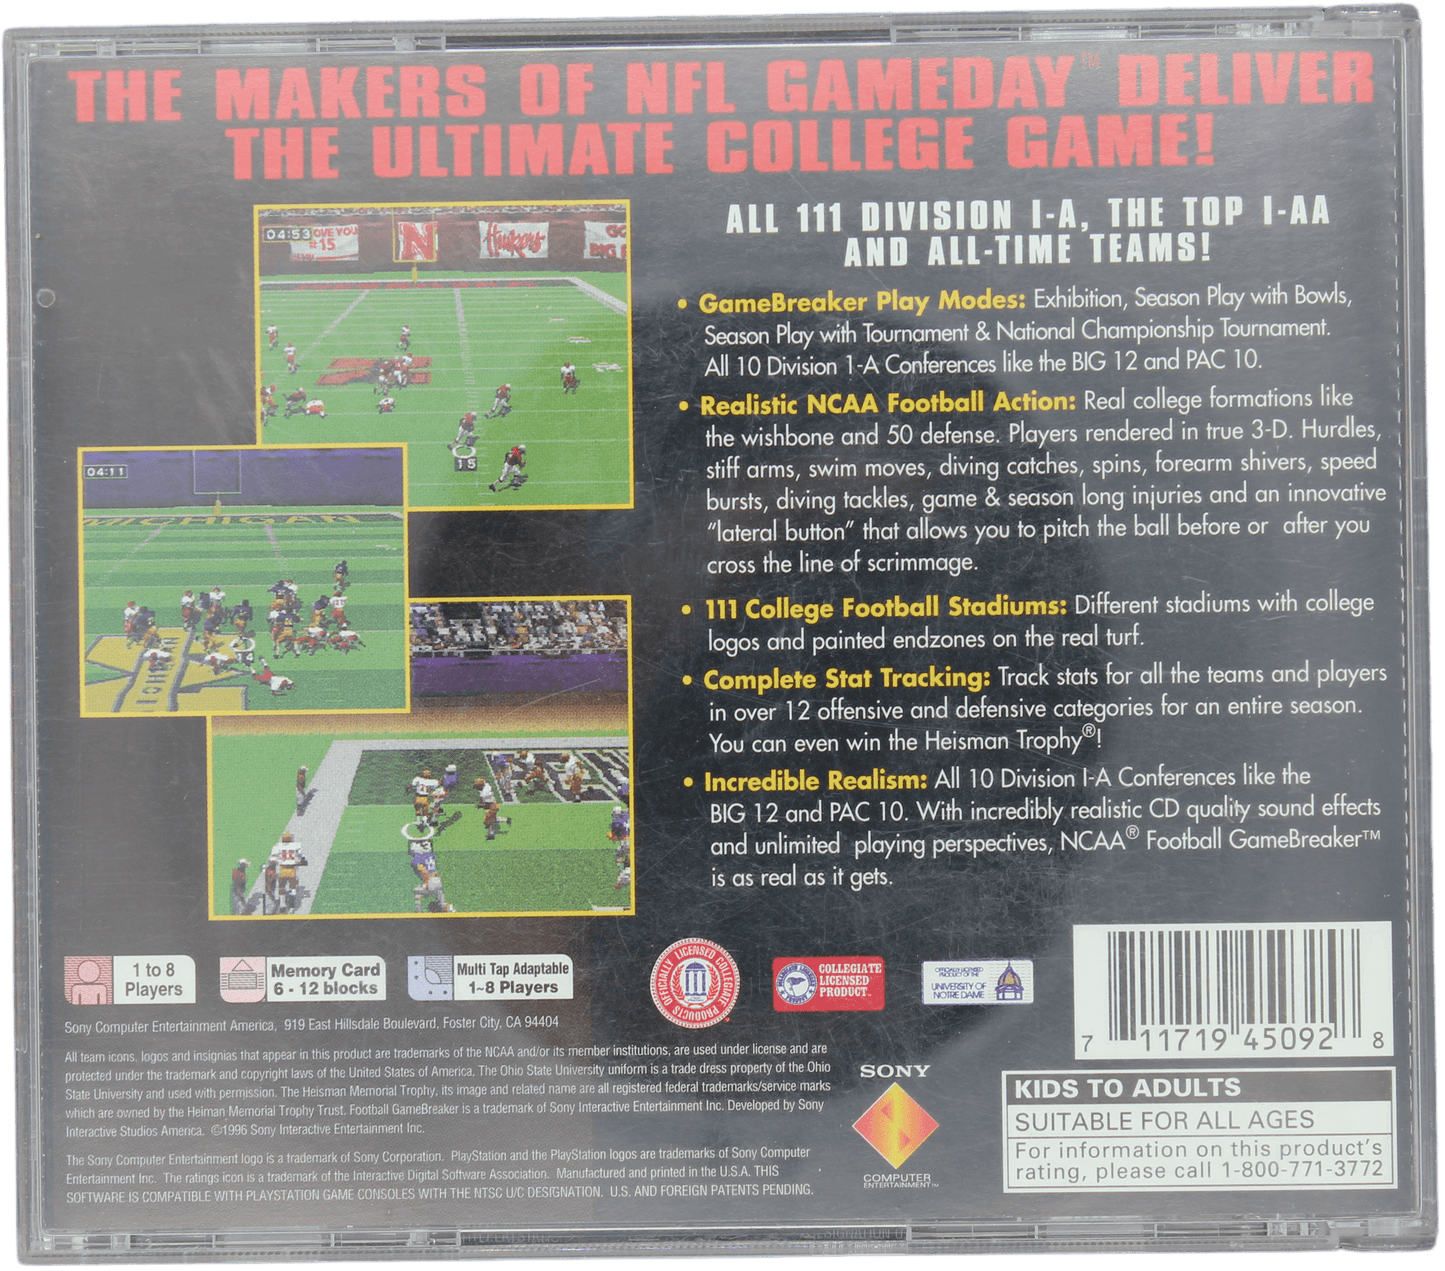 THE MAKERS OF NFL GAMEDAY™ DELIVER
THE ULTIMATE COLLEGE GAME!
ALL 111 DIVISION I-A, THE TOP I-AA
AND ALL-TIME TEAMS!
• GameBreaker Play Modes: Exhibition, Season Play with Bowls,
Season Play with Tournament & National Championship Tournament.
All 10 Division 1-A Conferences like the BIG 12 and PAC 10.
• Realistic NCAA Football Action: Real college formations like
the wishbone and 50 defense. Players rendered in true 3-D. Hurdles,
stiff arms, swim moves, diving catches, spins, forearm shivers, speed
bursts, diving tackles, game & season long injuries and an innovative
"lateral button" that allows you to pitch the ball before or after you
cross the line of scrimmage.
• 111 College Football Stadiums: Different stadiums with college
logos and painted endzones on the real turf.
• Complete Stat Tracking: Track stats for all the teams and players
in over 12 offensive and defensive categories for an entire season.
You can even win the Heisman Trophy®!
• Incredible Realism: All 10 Division I-A Conferences like the
BIG 12 and PAC 10. With incredibly realistic CD quality sound effects
and unlimited playing perspectives, NCAA® Football GameBreaker™
is as real as it gets.
04:53
OVE YOU
#15
N
Huskers
GO
BIG
15
04:11
MICHIGAN
14
3
1 to 8
Players
Memory Card
6 - 12 blocks
Multi Tap Adaptable
1~8 Players
OFFICIALLY LICENSED COLLEGIATE PRODUCTS
COLLEGIATE
LICENSED
PRODUCT™
OFFICIALLY LICENSED
PRODUCT OF THE
UNIVERSITY OF
NOTRE DAME
7 11719 45092 8
Sony Computer Entertainment America, 919 East Hillsdale Boulevard, Foster City, CA 94404
All team icons, logos and insignias that appear in this product are trademarks of the NCAA and/or its member institutions, are used under license and are
protected under the trademark and copyright laws of the United States of America. The Ohio State University uniform is a trade dress property of the Ohio
State University and used with permission. The Heisman Memorial Trophy, its image and related name are all registered federal trademarks/service marks
which are owned by the Heiman Memorial Trophy Trust. Football GameBreaker is a trademark of Sony Interactive Entertainment Inc. Developed by Sony
Interactive Studios America. ©1996 Sony Interactive Entertainment Inc.
The Sony Computer Entertainment logo is a trademark of Sony Corporation. PlayStation and the PlayStation logos are trademarks of Sony Computer
Entertainment Inc. The ratings icon is a trademark of the Interactive Digital Software Association. Manufactured and printed in the U.S.A. THIS
SOFTWARE IS COMPATIBLE WITH PLAYSTATION GAME CONSOLES WITH THE NTSC U/C DESIGNATION. U.S. AND FOREIGN PATENTS PENDING.
SONY
COMPUTER
ENTERTAINMENT™
KIDS TO ADULTS
SUITABLE FOR ALL AGES
For information on this product's
rating, please call 1-800-771-3772